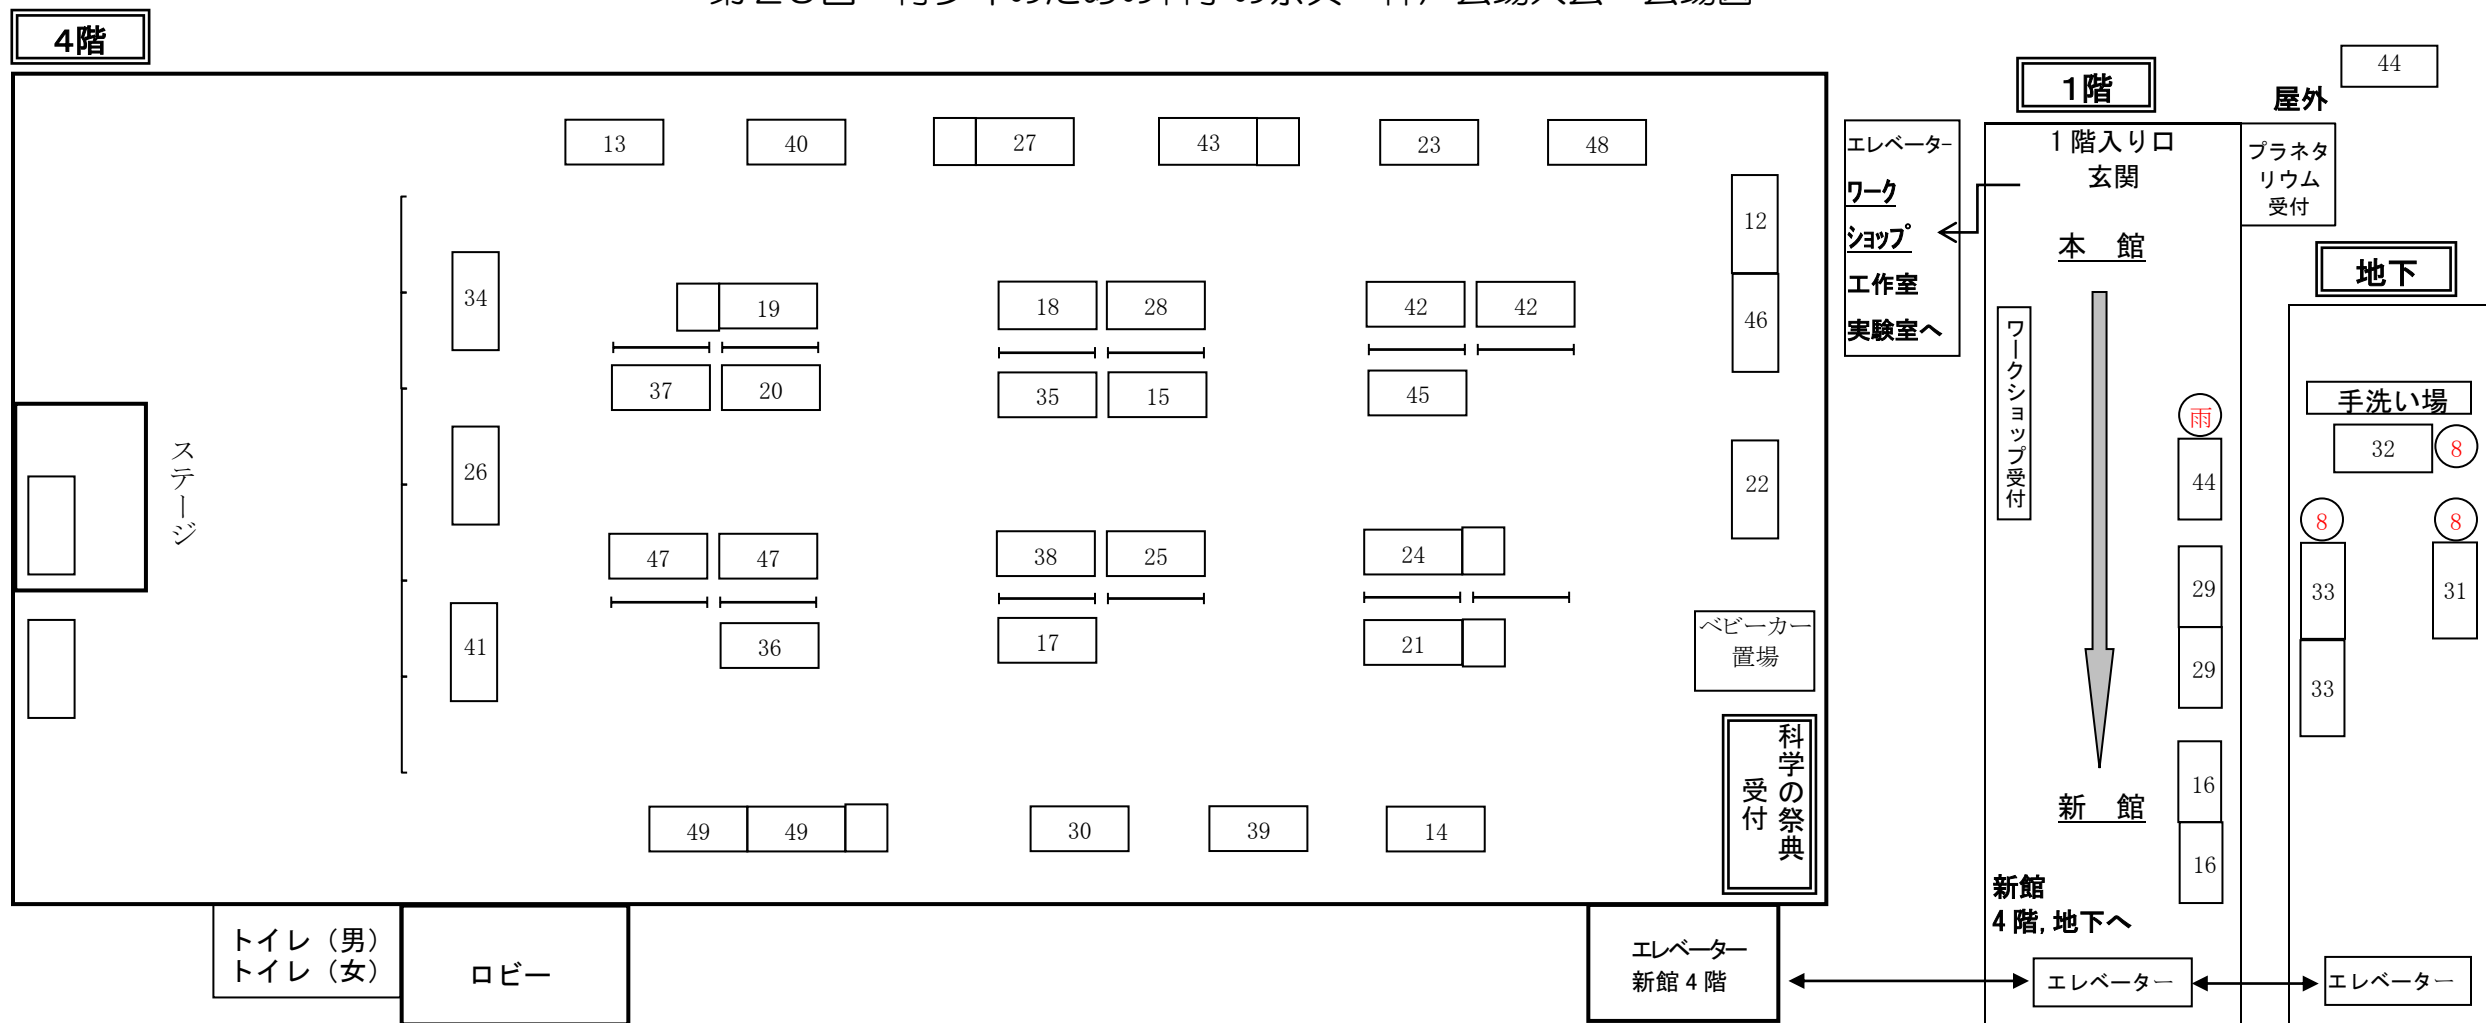 4階
13
40
27
43
23
48
12
46
34
19
18
28
42
42
37
20
35
15
45
26
22
ステージ
47
47
38
25
24
41
36
17
21
ベビーカー
置場
科学の祭典
受付
49
49
30
39
14
トイレ（男）
トイレ（女）
ロビー
エレベーター
新館4階
エレベーター
ワーク
ショップ
工作室
実験室へ
1階
1階入り口
玄関
本　館
ワークショップ受付
雨
44
29
29
16
16
新　館
新館
4階,地下へ
エレベーター
44
屋外
プラネタ
リウム
受付
地下
手洗い場
32
8
8
8
33
31
33
エレベーター